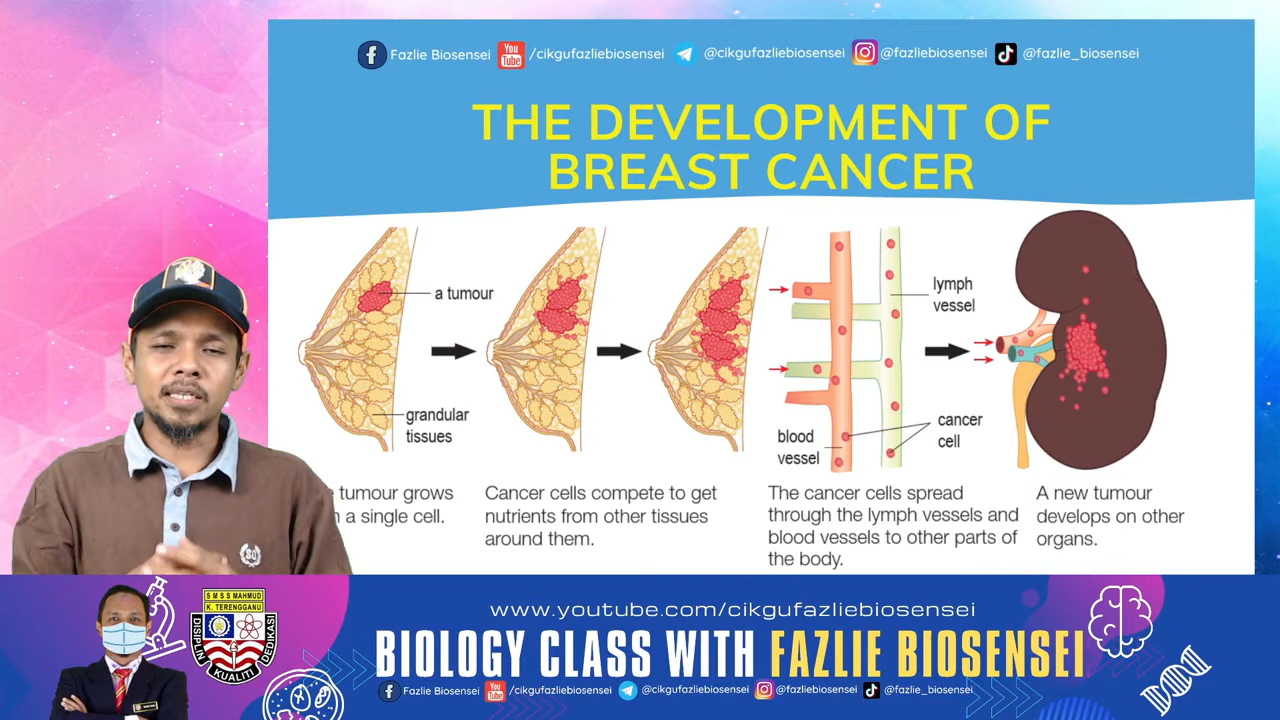 Fazlie Biosensei /cikgufazliebiosensei @cikgufazliebiosensei @fazliebiosensei @fazlie_biosensei
THE DEVELOPMENT OF
BREAST CANCER
a tumour
grandular
tissues
lymph
vessel
cancer
cell
blood
vessel
tumour grows
a single cell.
Cancer cells compete to get
nutrients from other tissues
around them.
The cancer cells spread
through the lymph vessels and
blood vessels to other parts of
the body.
A new tumour
develops on other
organs.
SMSS MAHMUD
K. TERENGGANU
DISIPLIN
KUALITI
DEDIKASI
www.youtube.com/cikgufazliebiosensei
BIOLOGY CLASS WITH FAZLIE BIOSENSEI
Fazlie Biosensei You Tube /cikgufazliebiosensei @cikgufazliebiosensei @fazliebiosensei @fazlie_biosensei